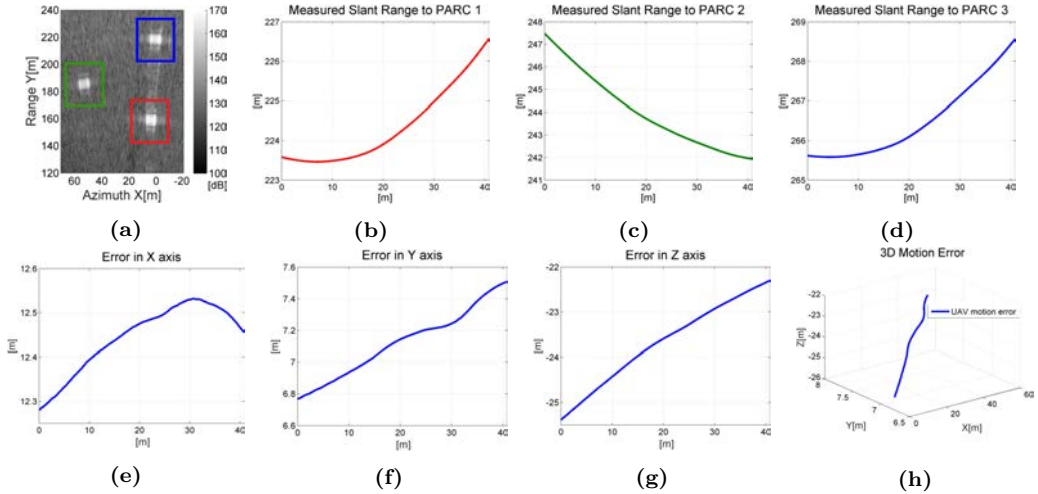 Measured Slant Range to PARC 1
Measured Slant Range to PARC 2
Measured Slant Range to PARC 3
240
220
200
180
160
140
120
Range Y[m]
60 40 20 0 -20
Azimuth X[m]
170
160
150
140
130
120
110
100
[dB]
227
226
225
224
223
[m]
0 10 20 30 40
[m]
248
247
246
245
244
243
242
241
[m]
0 10 20 30 40
[m]
269
268
267
266
265
[m]
0 10 20 30 40
[m]
(a)
(b)
(c)
(d)
Error in X axis
12.6
12.5
12.4
12.3
[m]
0 10 20 30 40
[m]
Error in Y axis
7.6
7.4
7.2
7
6.8
6.6
[m]
0 10 20 30 40
[m]
Error in Z axis
-22
-23
-24
-25
[m]
0 10 20 30 40
[m]
3D Motion Error
-22
-23
-24
-25
-26
Z[m]
UAV motion error
8
7.5
7
6.5
Y[m]
0
20
40
60
X[m]
(e)
(f)
(g)
(h)